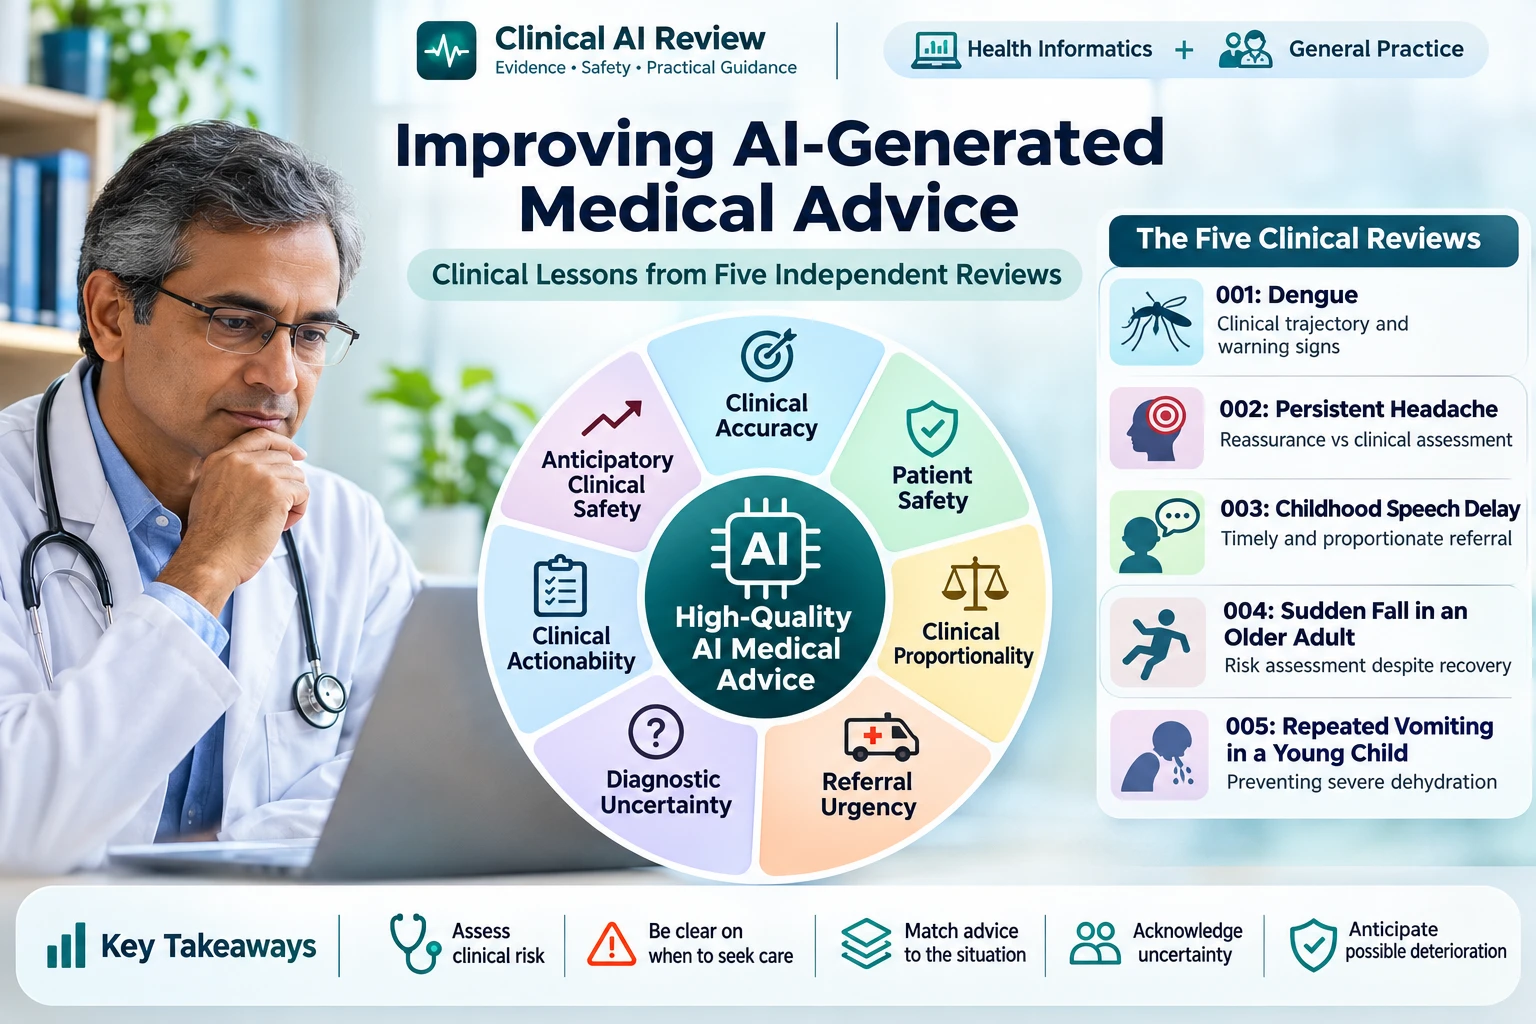 Clinical AI Review
Evidence • Safety • Practical Guidance
Health Informatics + General Practice
Improving AI-Generated
Medical Advice
Clinical Lessons from Five Independent Reviews
Clinical
Accuracy
Patient
Safety
Clinical
Proportionality
Referral
Urgency
Diagnostic
Uncertainty
Clinical
Actionabiity
Anticipatory
Clinical
Safety
AI
High-Quality
AI Medical
Advice
The Five Clinical Reviews
001: Dengue
Clinical trajectory and
warning signs
002: Persistent Headache
Reassurance vs clinical assessment
003: Childhood Speech Delay
Timely and proportionate referral
004: Sudden Fall in an
Older Adult
Risk assessment despite recovery
005: Repeated Vomiting
in a Young Child
Preventing severe dehydration
Key Takeaways
Assess
clinical risk
Be clear on
when to seek care
Match advice
to the situation
Acknowledge
uncertainty
Anticipate
possible deterioration